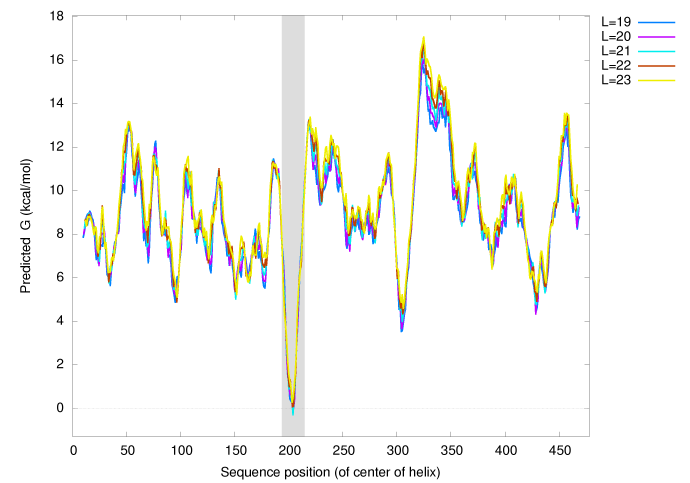 18
16
14
12
10
8
6
4
2
0
Predicted G (kcal/mol)
0
50
100
150
200
250
300
350
400
450
Sequence position (of center of helix)
L=19
L=20
L=21
L=22
L=23